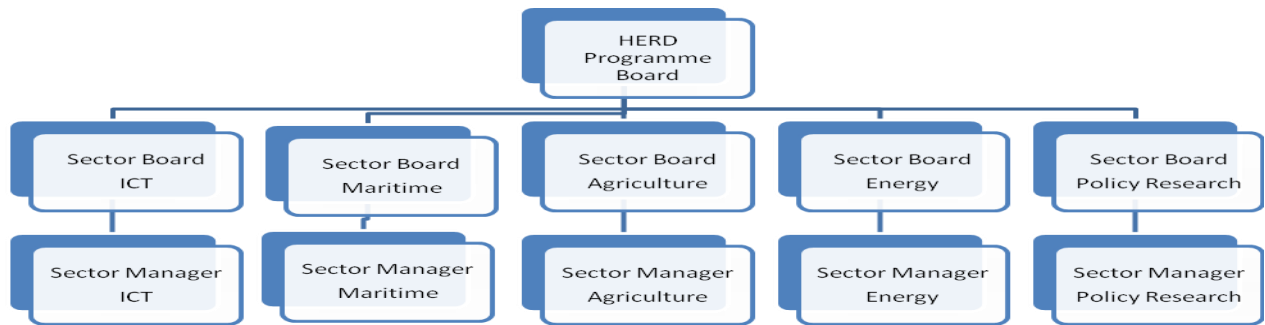 HERD
Programme
Board
Sector Board
ICT
Sector Board
Maritime
Sector Board
Agriculture
Sector Board
Energy
Sector Board
Policy Research
Sector Manager
ICT
Sector Manager
Maritime
Sector Manager
Agriculture
Sector Manager
Energy
Sector Manager
Policy Research